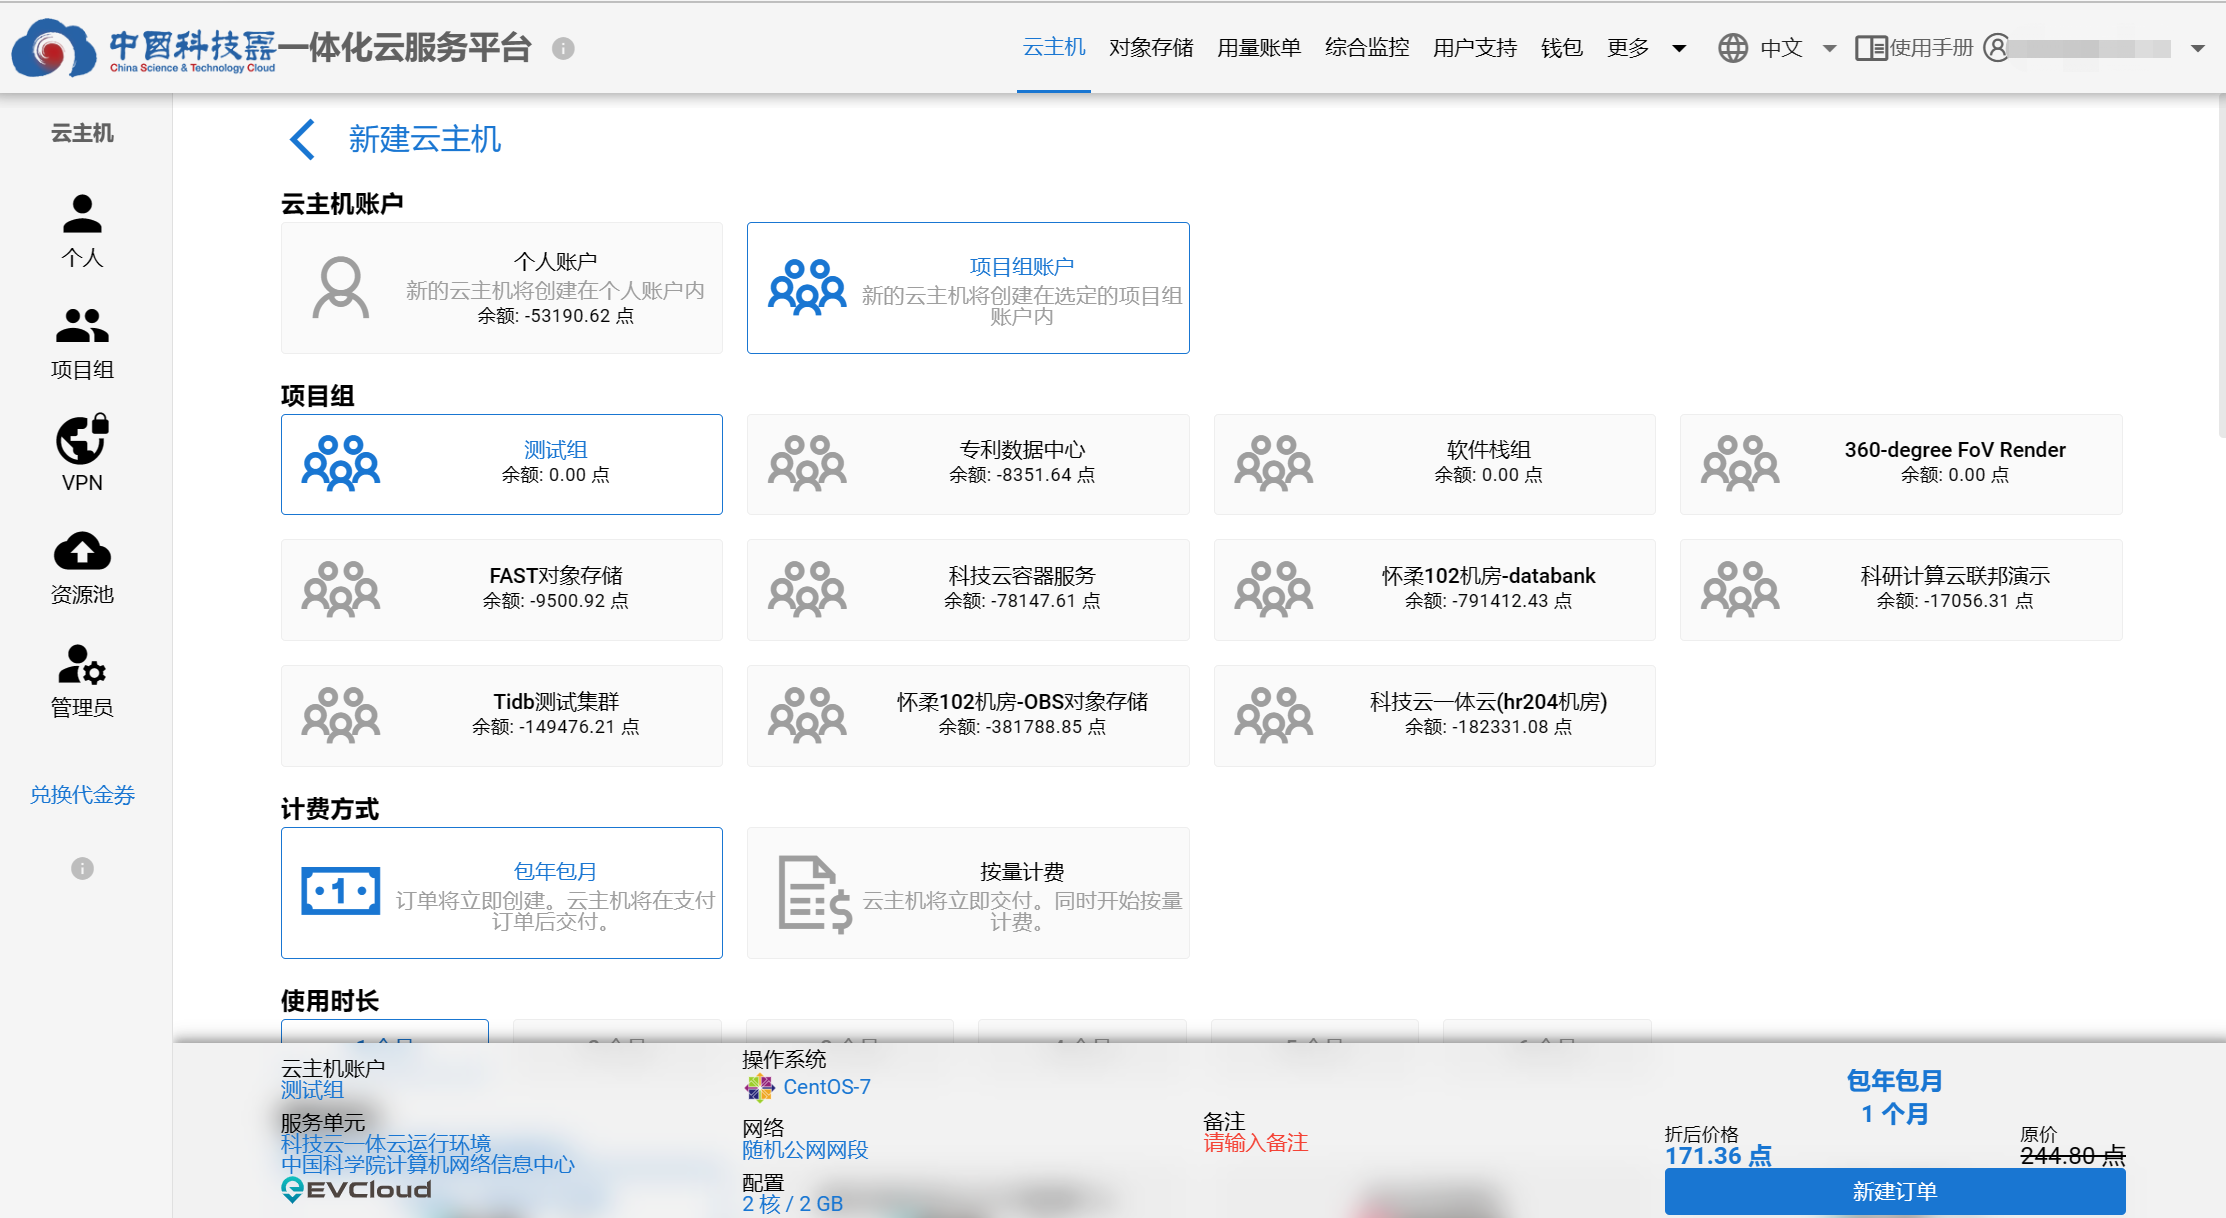 中国科技云
China Science & Technology Cloud
一体化云服务平台
云主机
对象存储
用量账单
综合监控
用户支持
钱包
更多
中文
使用手册
云主机
个人
项目组
VPN
资源池
管理员
兑换代金券
新建云主机
云主机账户
个人账户
新的云主机将创建在个人账户内
余额: -53190.62 点
项目组账户
新的云主机将创建在选定的项目组
账户内
项目组
测试组
余额: 0.00 点
专利数据中心
余额: -8351.64 点
软件栈组
余额: 0.00 点
360-degree FoV Render
余额: 0.00 点
FAST对象存储
余额: -9500.92 点
科技云容器服务
余额: -78147.61 点
怀柔102机房-databank
余额: -791412.43 点
科研计算云联邦演示
余额: -17056.31 点
Tidb测试集群
余额: -149476.21 点
怀柔102机房-OBS对象存储
余额: -381788.85 点
科技云一体云(hr204机房)
余额: -182331.08 点
计费方式
包年包月
订单将立即创建。云主机将在支付
订单后交付。
按量计费
云主机将立即交付。同时开始按量
计费。
使用时长
1 个月
2 个月
3 个月
4 个月
5 个月
6 个月
云主机账户
测试组
服务单元
科技云一体云运行环境
中国科学院计算机网络信息中心
EVCloud
操作系统
CentOS-7
网络
随机公网网段
配置
2 核 / 2 GB
备注
请输入备注
包年包月
1 个月
折后价格
171.36 点
原价
244.80 点
新建订单